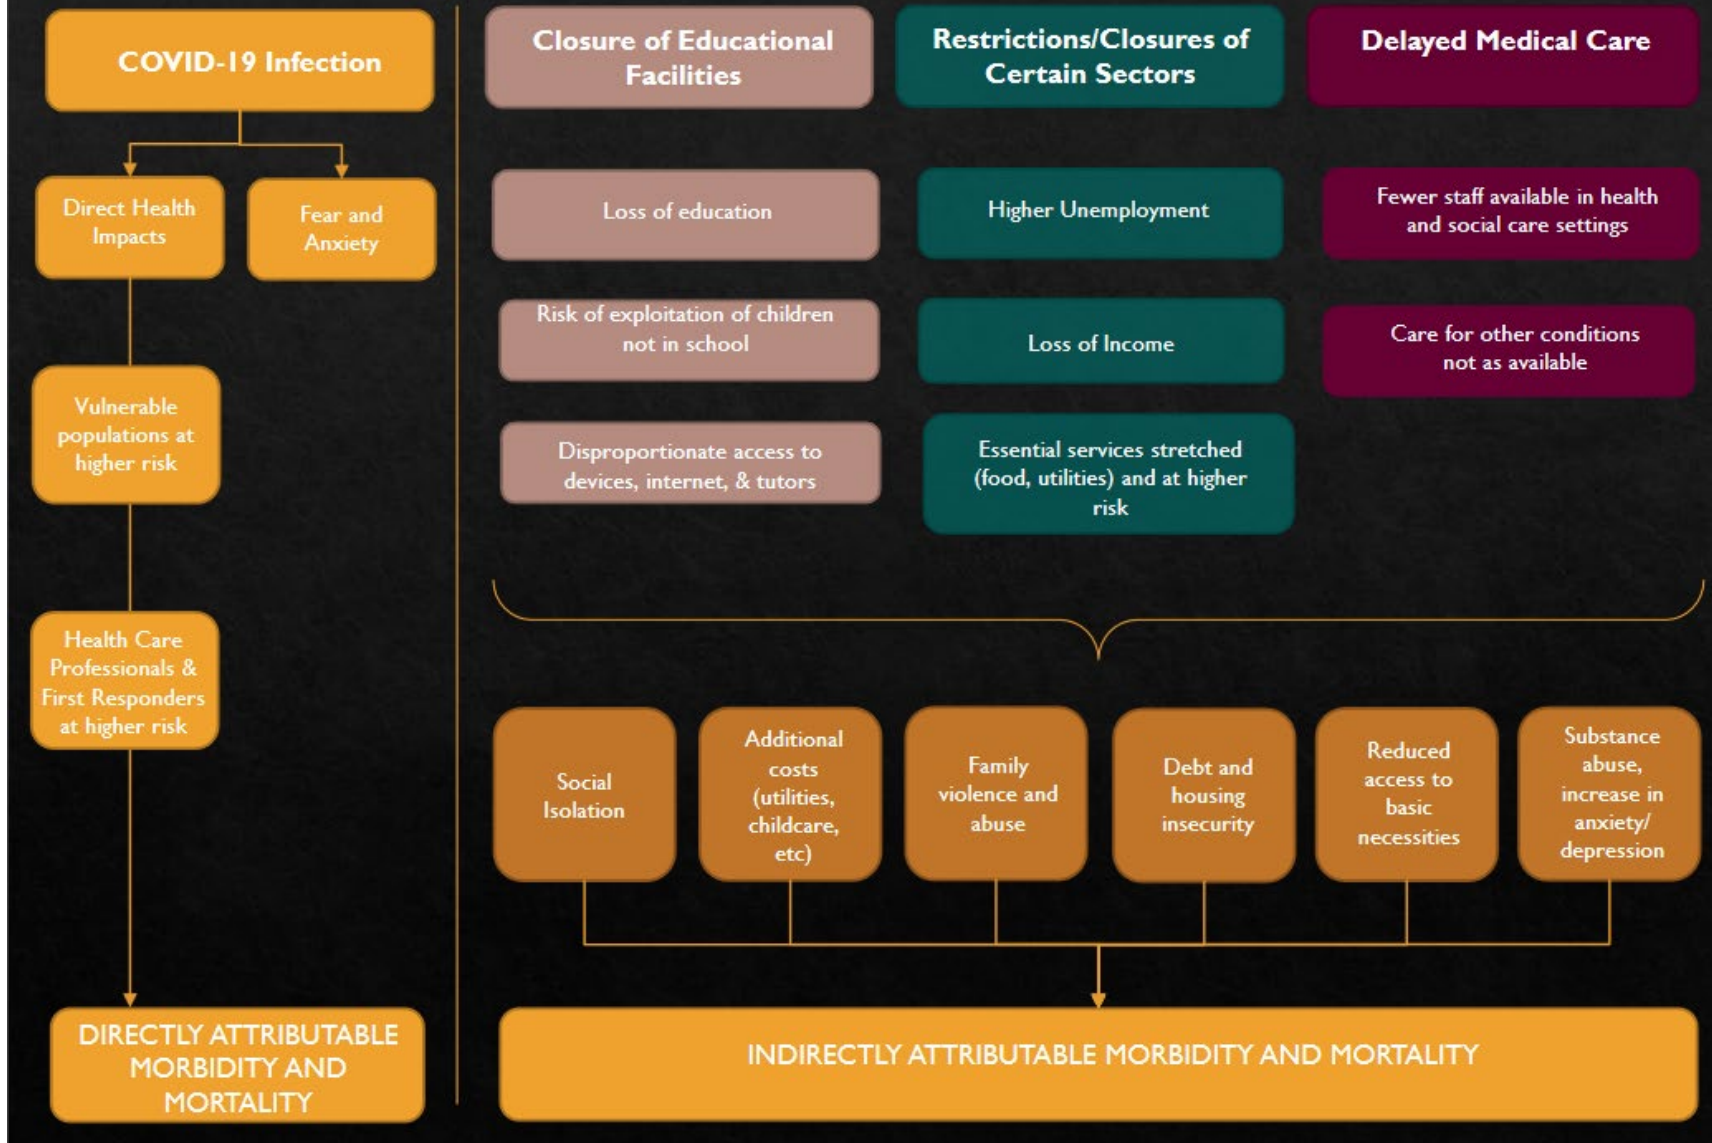 COVID-19 Infection
Direct Health
Impacts
Fear and
Anxiety
Vulnerable
populations at
higher risk
Health Care
Professionals &
First Responders
at higher risk
DIRECTLY ATTRIBUTABLE
MORBIDITY AND
MORTALITY
Closure of Educational
Facilities
Loss of education
Risk of exploitation of children
not in school
Disproportionate access to
devices, internet, & tutors
Restrictions/Closures of
Certain Sectors
Higher Unemployment
Loss of Income
Essential services stretched
(food, utilities) and at higher
risk
Delayed Medical Care
Fewer staff available in health
and social care settings
Care for other conditions
not as available
Social
Isolation
Additional
costs
(utilities,
childcare,
etc)
Family
violence and
abuse
Debt and
housing
insecurity
Reduced
access to
basic
necessities
Substance
abuse,
increase in
anxiety/
depression
INDIRECTLY ATTRIBUTABLE MORBIDITY AND MORTALITY